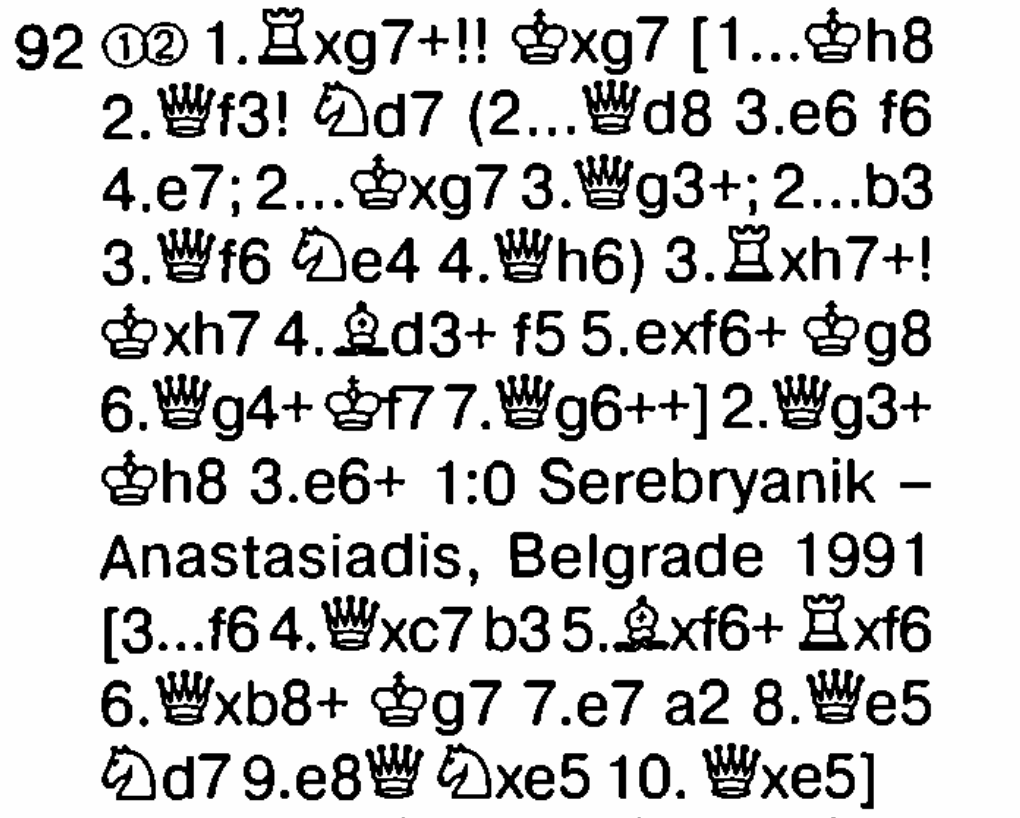 92 ①② 1.♖xg7+!! ♔xg7 [1...♔h8
2.♕f3! ♘d7 (2...♕d8 3.e6 f6
4.e7; 2...♔xg7 3.♕g3+; 2...b3
3.♕f6 ♘e4 4.♕h6) 3.♖xh7+!
♔xh7 4.♗d3+ f5 5.exf6+ ♔g8
6.♕g4+ ♔f7 7.♕g6++] 2.♕g3+
♔h8 3.e6+ 1:0 Serebryanik –
Anastasiadis, Belgrade 1991
[3...f6 4.♕xc7 b3 5.♗xf6+ ♖xf6
6.♕xb8+ ♔g7 7.e7 a2 8.♕e5
♘d7 9.e8♕ ♘xe5 10. ♕xe5]